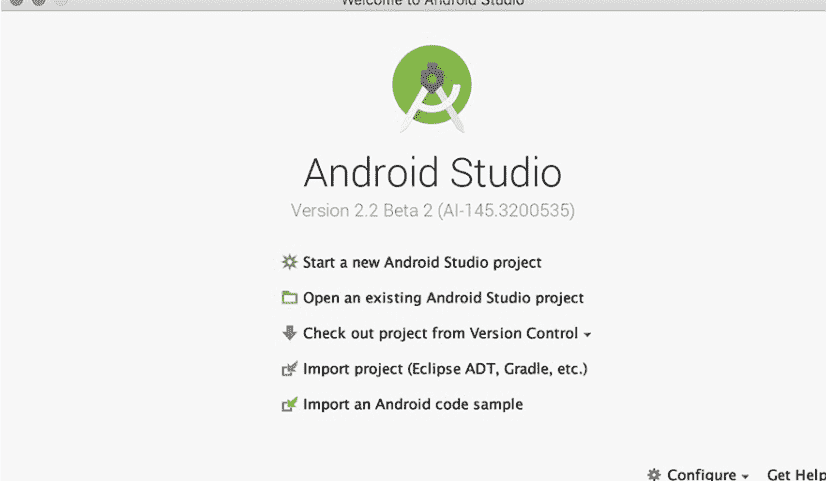 Welcome to Android Studio
Android Studio
Version 2.2 Beta 2 (AI-145.3200535)
Start a new Android Studio project
Open an existing Android Studio project
Check out project from Version Control
Import project (Eclipse ADT, Gradle, etc.)
Import an Android code sample
Configure Get Help